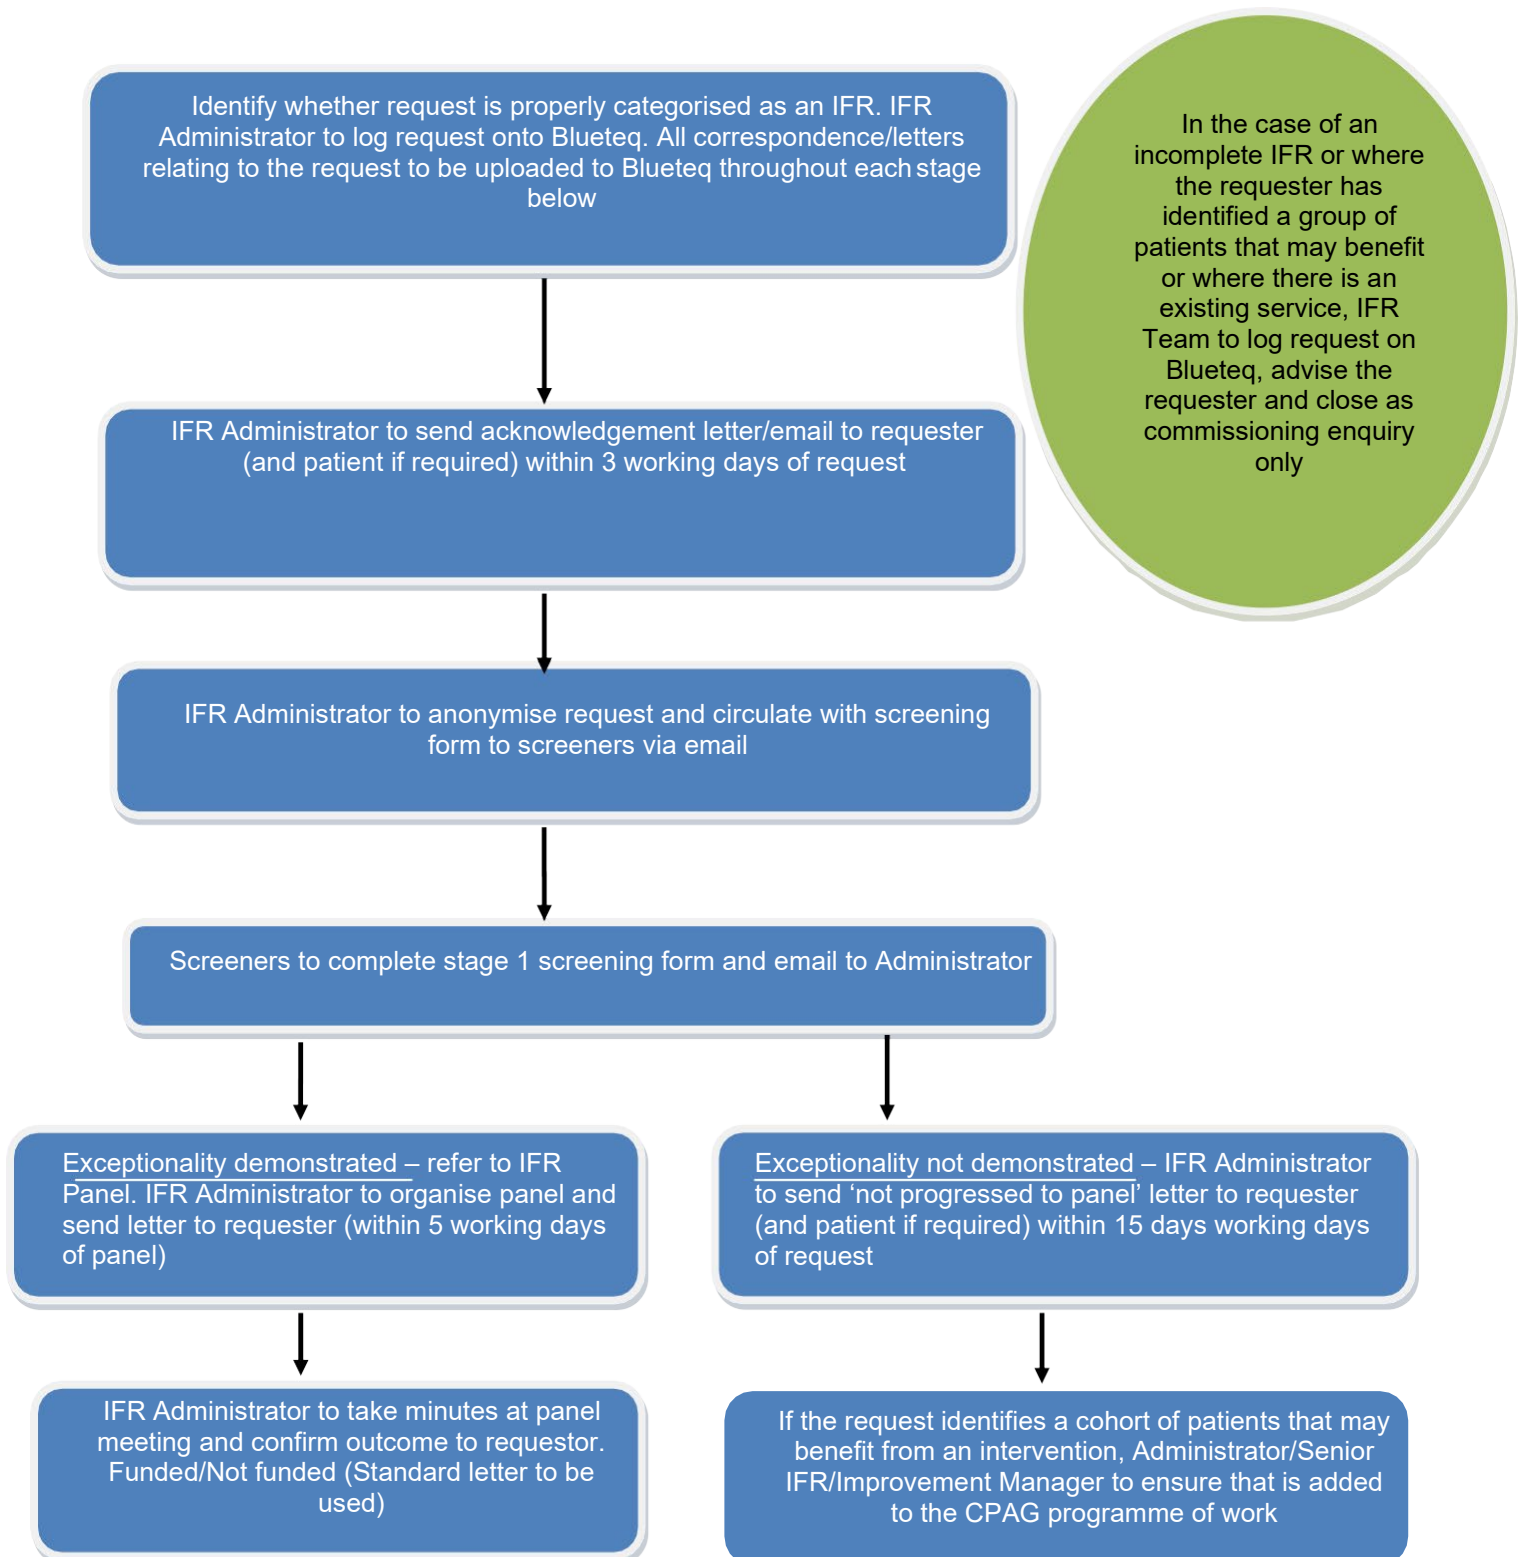 Identify whether request is properly categorised as an IFR. IFR
Administrator to log request onto Blueteq. All correspondence/letters
relating to the request to be uploaded to Blueteq throughout each stage
below
In the case of an
incomplete IFR or where
the requester has
identified a group of
patients that may benefit
or where there is an
existing service, IFR
Team to log request on
Blueteq, advise the
requester and close as
commissioning enquiry
only
IFR Administrator to send acknowledgement letter/email to requester
(and patient if required) within 3 working days of request
IFR Administrator to anonymise request and circulate with screening
form to screeners via email
Screeners to complete stage 1 screening form and email to Administrator
Exceptionality demonstrated – refer to IFR
Panel. IFR Administrator to organise panel and
send letter to requester (within 5 working days
of panel)
Exceptionality not demonstrated – IFR Administrator
to send ‘not progressed to panel’ letter to requester
(and patient if required) within 15 days working days
of request
IFR Administrator to take minutes at panel
meeting and confirm outcome to requestor.
Funded/Not funded (Standard letter to be
used)
If the request identifies a cohort of patients that may
benefit from an intervention, Administrator/Senior
IFR/Improvement Manager to ensure that is added
to the CPAG programme of work